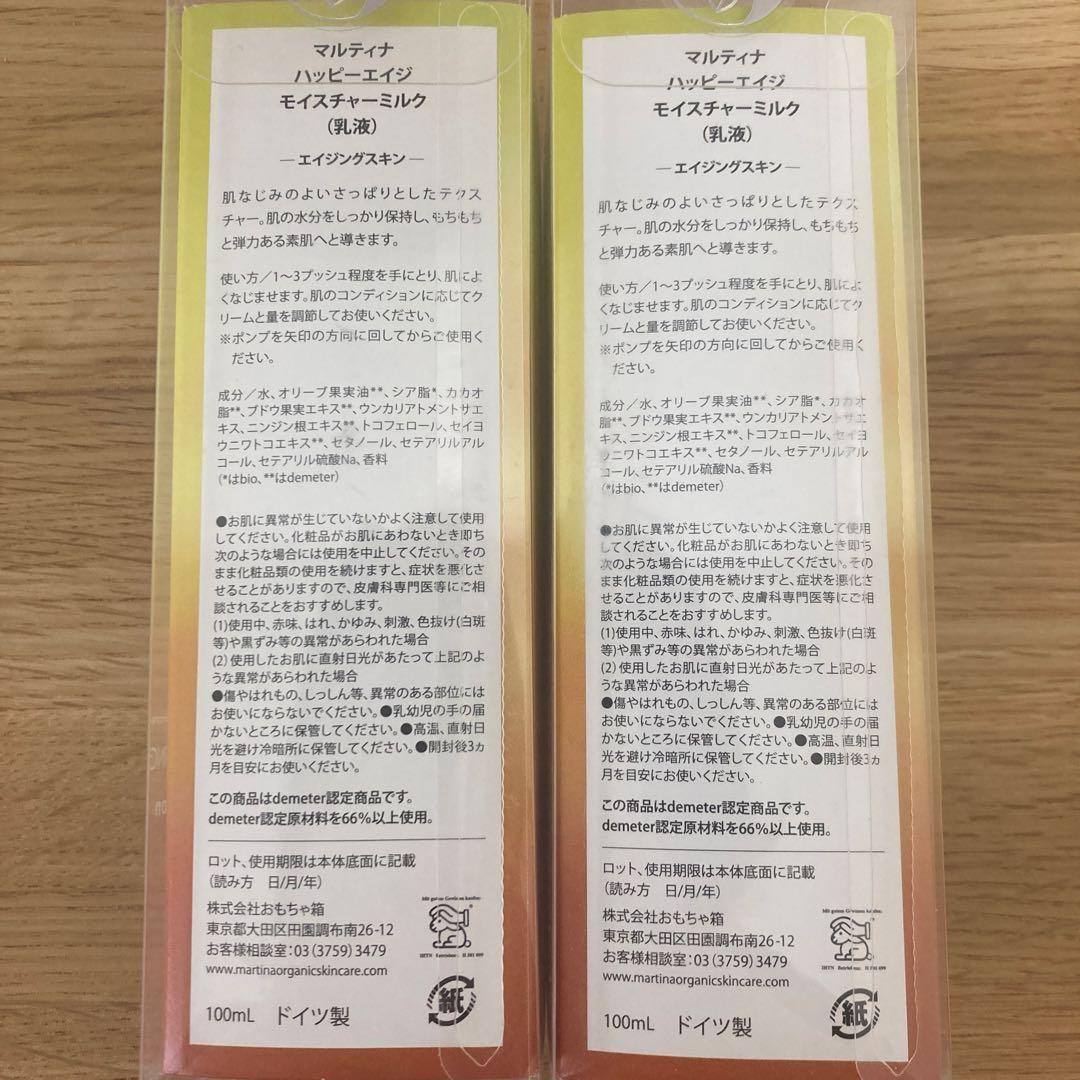 マルティナ
ハッピーエイジ
モイスチャーミルク
（乳液）
― エイジングスキン ―
肌なじみのよいさっぱりとしたテクス
チャー。肌の水分をしっかり保持し、もちもち
と弾力ある素肌へと導きます。
使い方／1〜3プッシュ程度を手にとり、肌によ
くなじませます。肌のコンディションに応じてク
リームと量を調節してお使いください。
※ポンプを矢印の方向に回してからご使用く
ださい。
成分／水、オリーブ果実油**、シア脂*、カカオ
脂**、ブドウ果実エキス**、ウンカリアトメントサエ
キス、ニンジン根エキス**、トコフェロール、セイヨ
ウニワトコエキス**、セタノール、セテアリルアル
コール、セテアリル硫酸Na、香料
（*はbio、**はdemeter）
●お肌に異常が生じていないかよく注意して使用
してください。化粧品がお肌にあわないとき即ち
次のような場合には使用を中止してください。その
まま化粧品類の使用を続けますと、症状を悪化さ
せることがありますので、皮膚科専門医等にご相
談されることをおすすめします。
(1)使用中、赤味、はれ、かゆみ、刺激、色抜け(白斑
等)や黒ずみ等の異常があらわれた場合
(2)使用したお肌に直射日光があたって上記のよ
うな異常があらわれた場合
●傷やはれもの、しっしん等、異常のある部位には
お使いにならないでください。●乳幼児の手の届
かないところに保管してください。●高温、直射日
光を避け冷暗所に保管してください。●開封後3ヵ
月を目安にお使いください。
この商品はdemeter認定商品です。
demeter認定原材料を66%以上使用。
ロット、使用期限は本体底面に記載
（読み方　日/月/年）
株式会社おもちゃ箱
東京都大田区田園調布南26-12
お客様相談室：03（3759）3479
www.martinaorganicskincare.com
100mL　ドイツ製
紙
マルティナ
ハッピーエイジ
モイスチャーミルク
（乳液）
― エイジングスキン ―
肌なじみのよいさっぱりとしたテクス
チャー。肌の水分をしっかり保持し、もちもち
と弾力ある素肌へと導きます。
使い方／1〜3プッシュ程度を手にとり、肌によ
くなじませます。肌のコンディションに応じてク
リームと量を調節してお使いください。
※ポンプを矢印の方向に回してからご使用く
ださい。
成分／水、オリーブ果実油**、シア脂*、カカオ
脂**、ブドウ果実エキス**、ウンカリアトメントサエ
キス、ニンジン根エキス**、トコフェロール、セイヨ
ウニワトコエキス**、セタノール、セテアリルアル
コール、セテアリル硫酸Na、香料
（*はbio、**はdemeter）
●お肌に異常が生じていないかよく注意して使用
してください。化粧品がお肌にあわないとき即ち
次のような場合には使用を中止してください。その
まま化粧品類の使用を続けますと、症状を悪化さ
せることがありますので、皮膚科専門医等にご相
談されることをおすすめします。
(1)使用中、赤味、はれ、かゆみ、刺激、色抜け(白斑
等)や黒ずみ等の異常があらわれた場合
(2)使用したお肌に直射日光があたって上記のよ
うな異常があらわれた場合
●傷やはれもの、しっしん等、異常のある部位には
お使いにならないでください。●乳幼児の手の届
かないところに保管してください。●高温、直射日
光を避け冷暗所に保管してください。●開封後3ヵ
月を目安にお使いください。
この商品はdemeter認定商品です。
demeter認定原材料を66%以上使用。
ロット、使用期限は本体底面に記載
（読み方　日/月/年）
株式会社おもちゃ箱
東京都大田区田園調布南26-12
お客様相談室：03（3759）3479
www.martinaorganicskincare.com
100mL　ドイツ製
紙